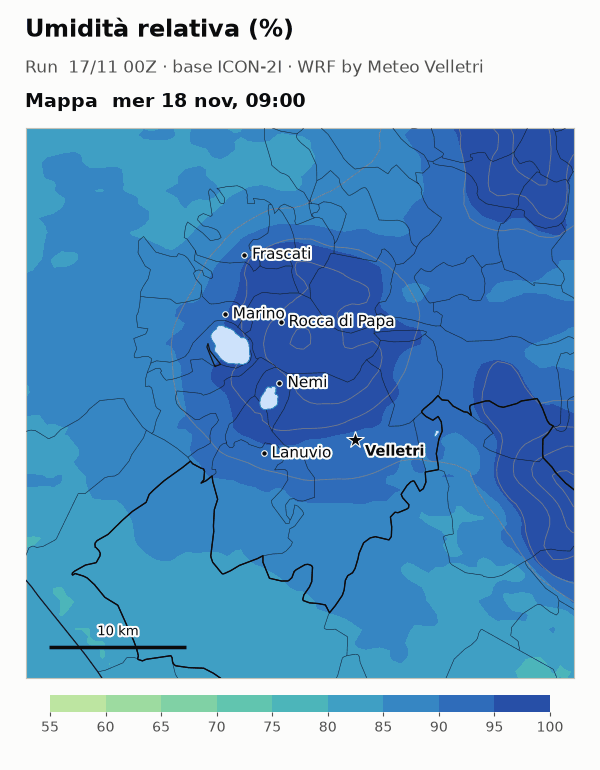 Umidità relativa (%)
Run  17/11 00Z · base ICON-2I · WRF by Meteo Velletri
Mappa  mer 18 nov, 09:00
Frascati
Marino
Rocca di Papa
Nemi
Velletri
Lanuvio
10 km
55 60 65 70 75 80 85 90 95 100